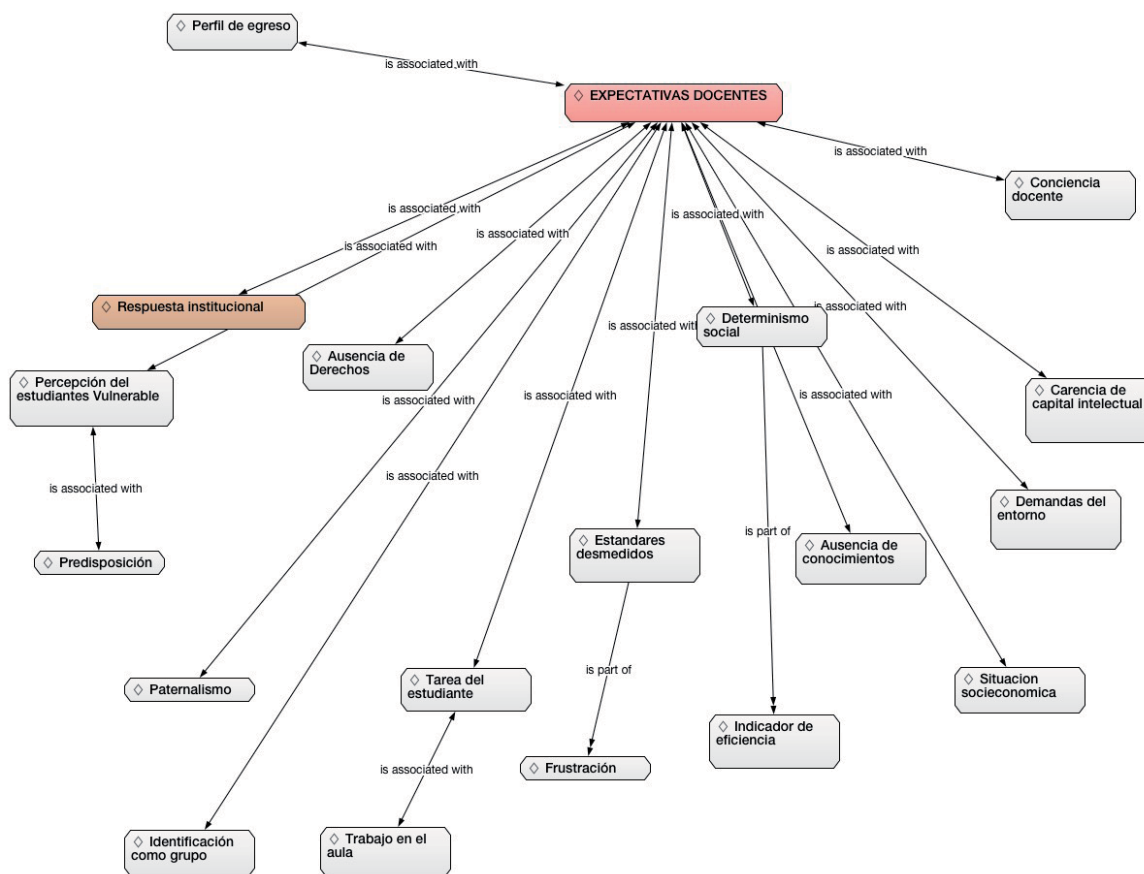 ◇ Perfil de egreso
is associated with
◇ EXPECTATIVAS DOCENTES
is associated with
◇ Conciencia
docente
is associated with
is associated with
is associated with
is associated with
is associated with
◇ Respuesta institucional
◇ Determinismo
social
is associated with
is associated with
◇ Ausencia de
Derechos
◇ Percepción del
estudiantes Vulnerable
◇ Carencia de
capital intelectual
is associated with
is associated with
is associated with
is associated with
is associated with
◇ Demandas del
entorno
is part of
◇ Estandares
desmedidos
◇ Ausencia de
conocimientos
◇ Predisposición
is part of
◇ Paternalismo
◇ Tarea del
estudiante
◇ Situacion
socieconomica
◇ Indicador de
eficiencia
◇ Frustración
is associated with
◇ Identificación
como grupo
◇ Trabajo en el
aula